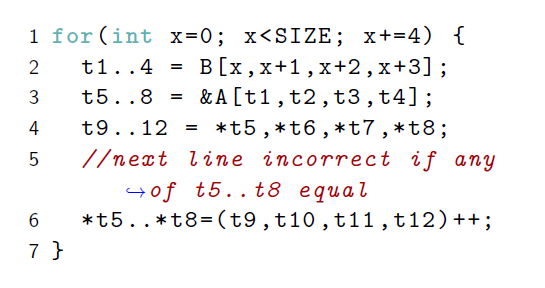 1 for(int x=0; x<SIZE; x+=4) {
2 t1..4 = B[x,x+1,x+2,x+3];
3 t5..8 = &A[t1,t2,t3,t4];
4 t9..12 = *t5,*t6,*t7,*t8;
5 //next line incorrect if any
↪of t5..t8 equal
6 *t5..*t8=(t9,t10,t11,t12)++;
7 }